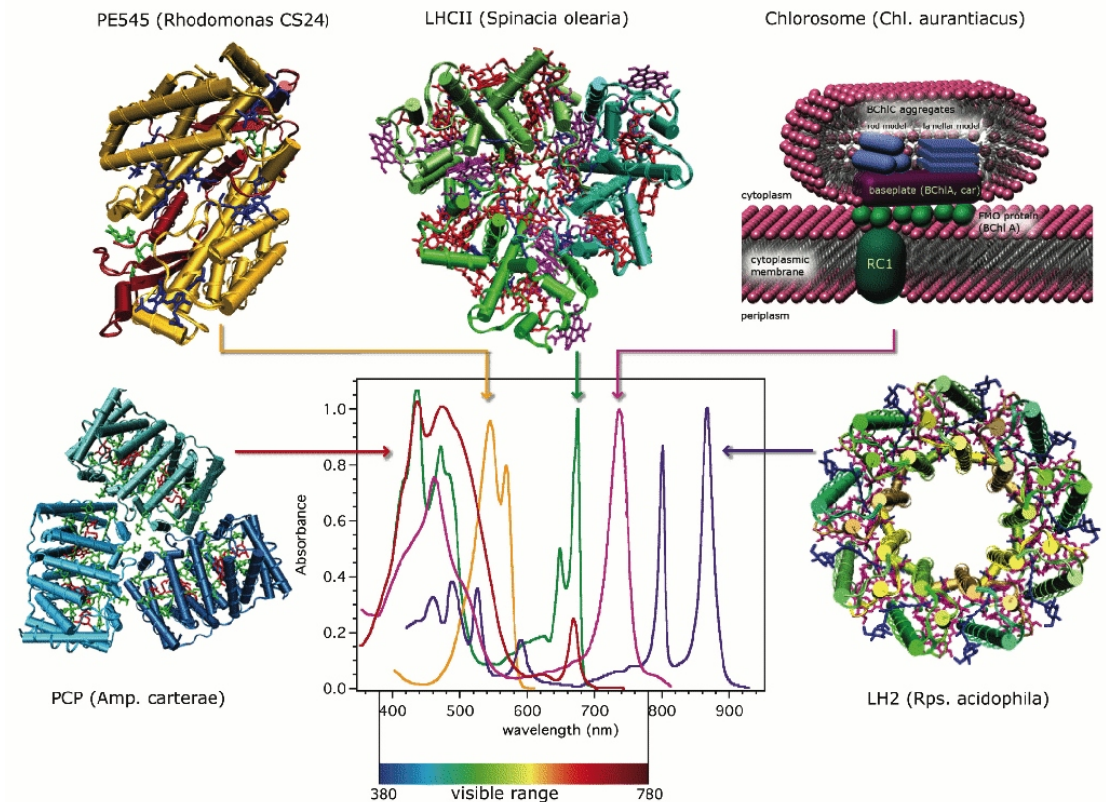 PE545 (Rhodomonas CS24)
LHCII (Spinacia olearia)
Chlorosome (Chl. aurantiacus)
BChlC aggregates
rod model
lamellar model
baseplate (BChlA, car)
cytoplasm
FMO protein
(BChl A)
cytoplasmic
membrane
RC1
periplasm
PCP (Amp. carterae)
LH2 (Rps. acidophila)
Absorbance
1.0
0.8
0.6
0.4
0.2
0.0
400 500 600 700 800 900
wavelength (nm)
380 visible range 780